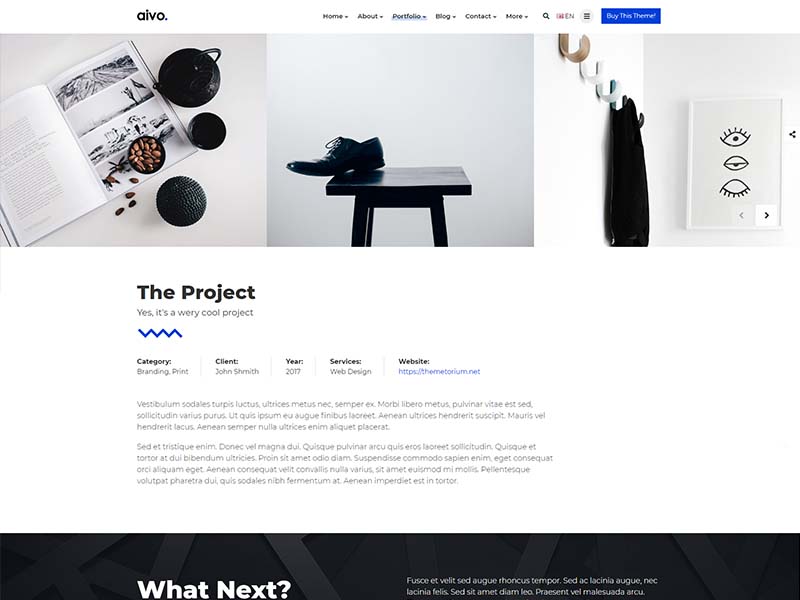 aivo.
Home About Portfolio Blog Contact More EN Buy This Theme!
The Project
Yes, it's a wery cool project
Category: Client: Year: Services: Website:
Branding, Print John Shmith 2017 Web Design https://themetorium.net
Vestibulum sodales turpis luctus, ultrices metus nec, semper ex. Morbi libero metus, pulvinar vitae est sed,
sollicitudin varius purus. Ut quis ipsum eu augue finibus laoreet. Aenean ultrices hendrerit suscipit. Mauris vel
hendrerit lacus. Aenean semper nulla ultrices enim aliquet placerat.
Sed et tristique enim. Donec vel magna dui. Quisque pulvinar arcu quis eros laoreet sollicitudin. Quisque et
tortor at dui bibendum ultricies. Proin sit amet odio diam. Suspendisse commodo sapien enim, eget consequat
orci aliquam eget. Aenean consequat velit convallis nulla varius, sit amet euismod mi mollis. Pellentesque
volutpat pharetra dui, quis sodales nibh fermentum at. Aenean imperdiet est in tortor.
What Next?
Fusce et velit sed augue rhoncus tempor. Sed ac lacinia augue, nec
lacinia felis. Sed sit amet diam leo. Praesent vel malesuada arcu.